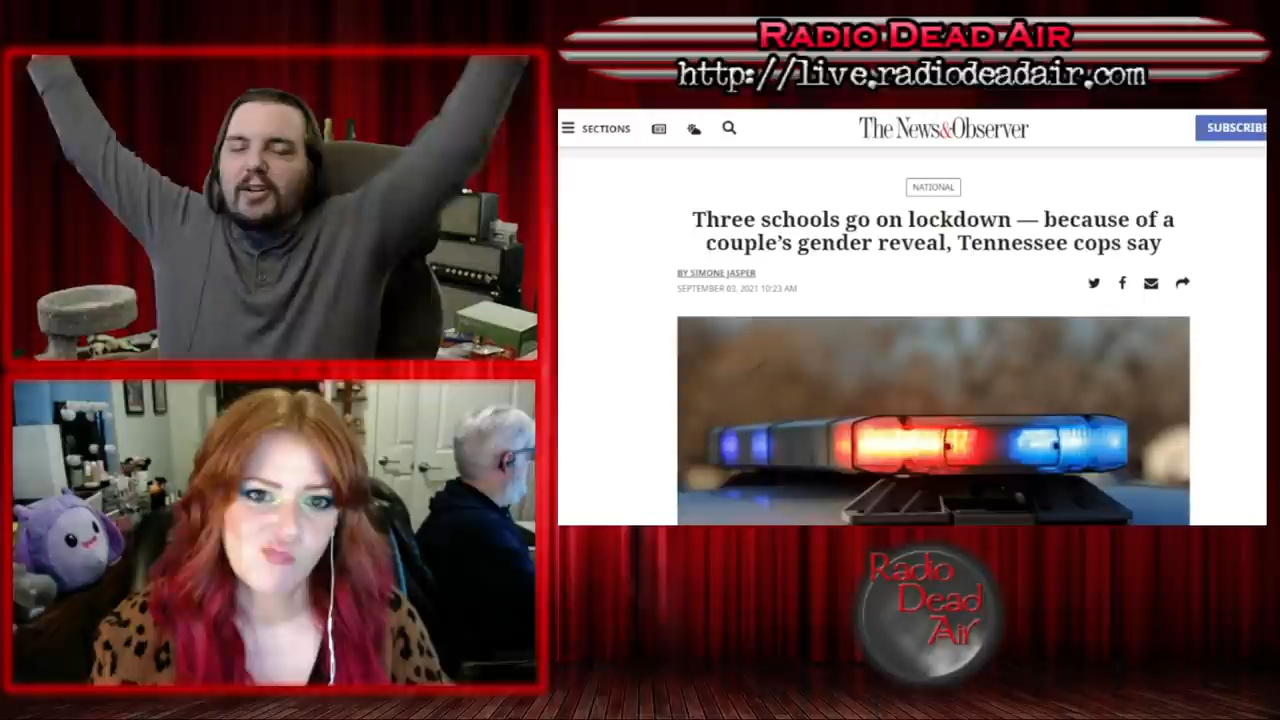 RADIO DEAD AIR
http://live.radiodeadair.com
SECTIONS
The News&Observer
SUBSCRIBE
NATIONAL
Three schools go on lockdown — because of a
couple's gender reveal, Tennessee cops say
BY SIMONE JASPER
SEPTEMBER 03, 2021 10:23 AM
Radio
Dead
Air